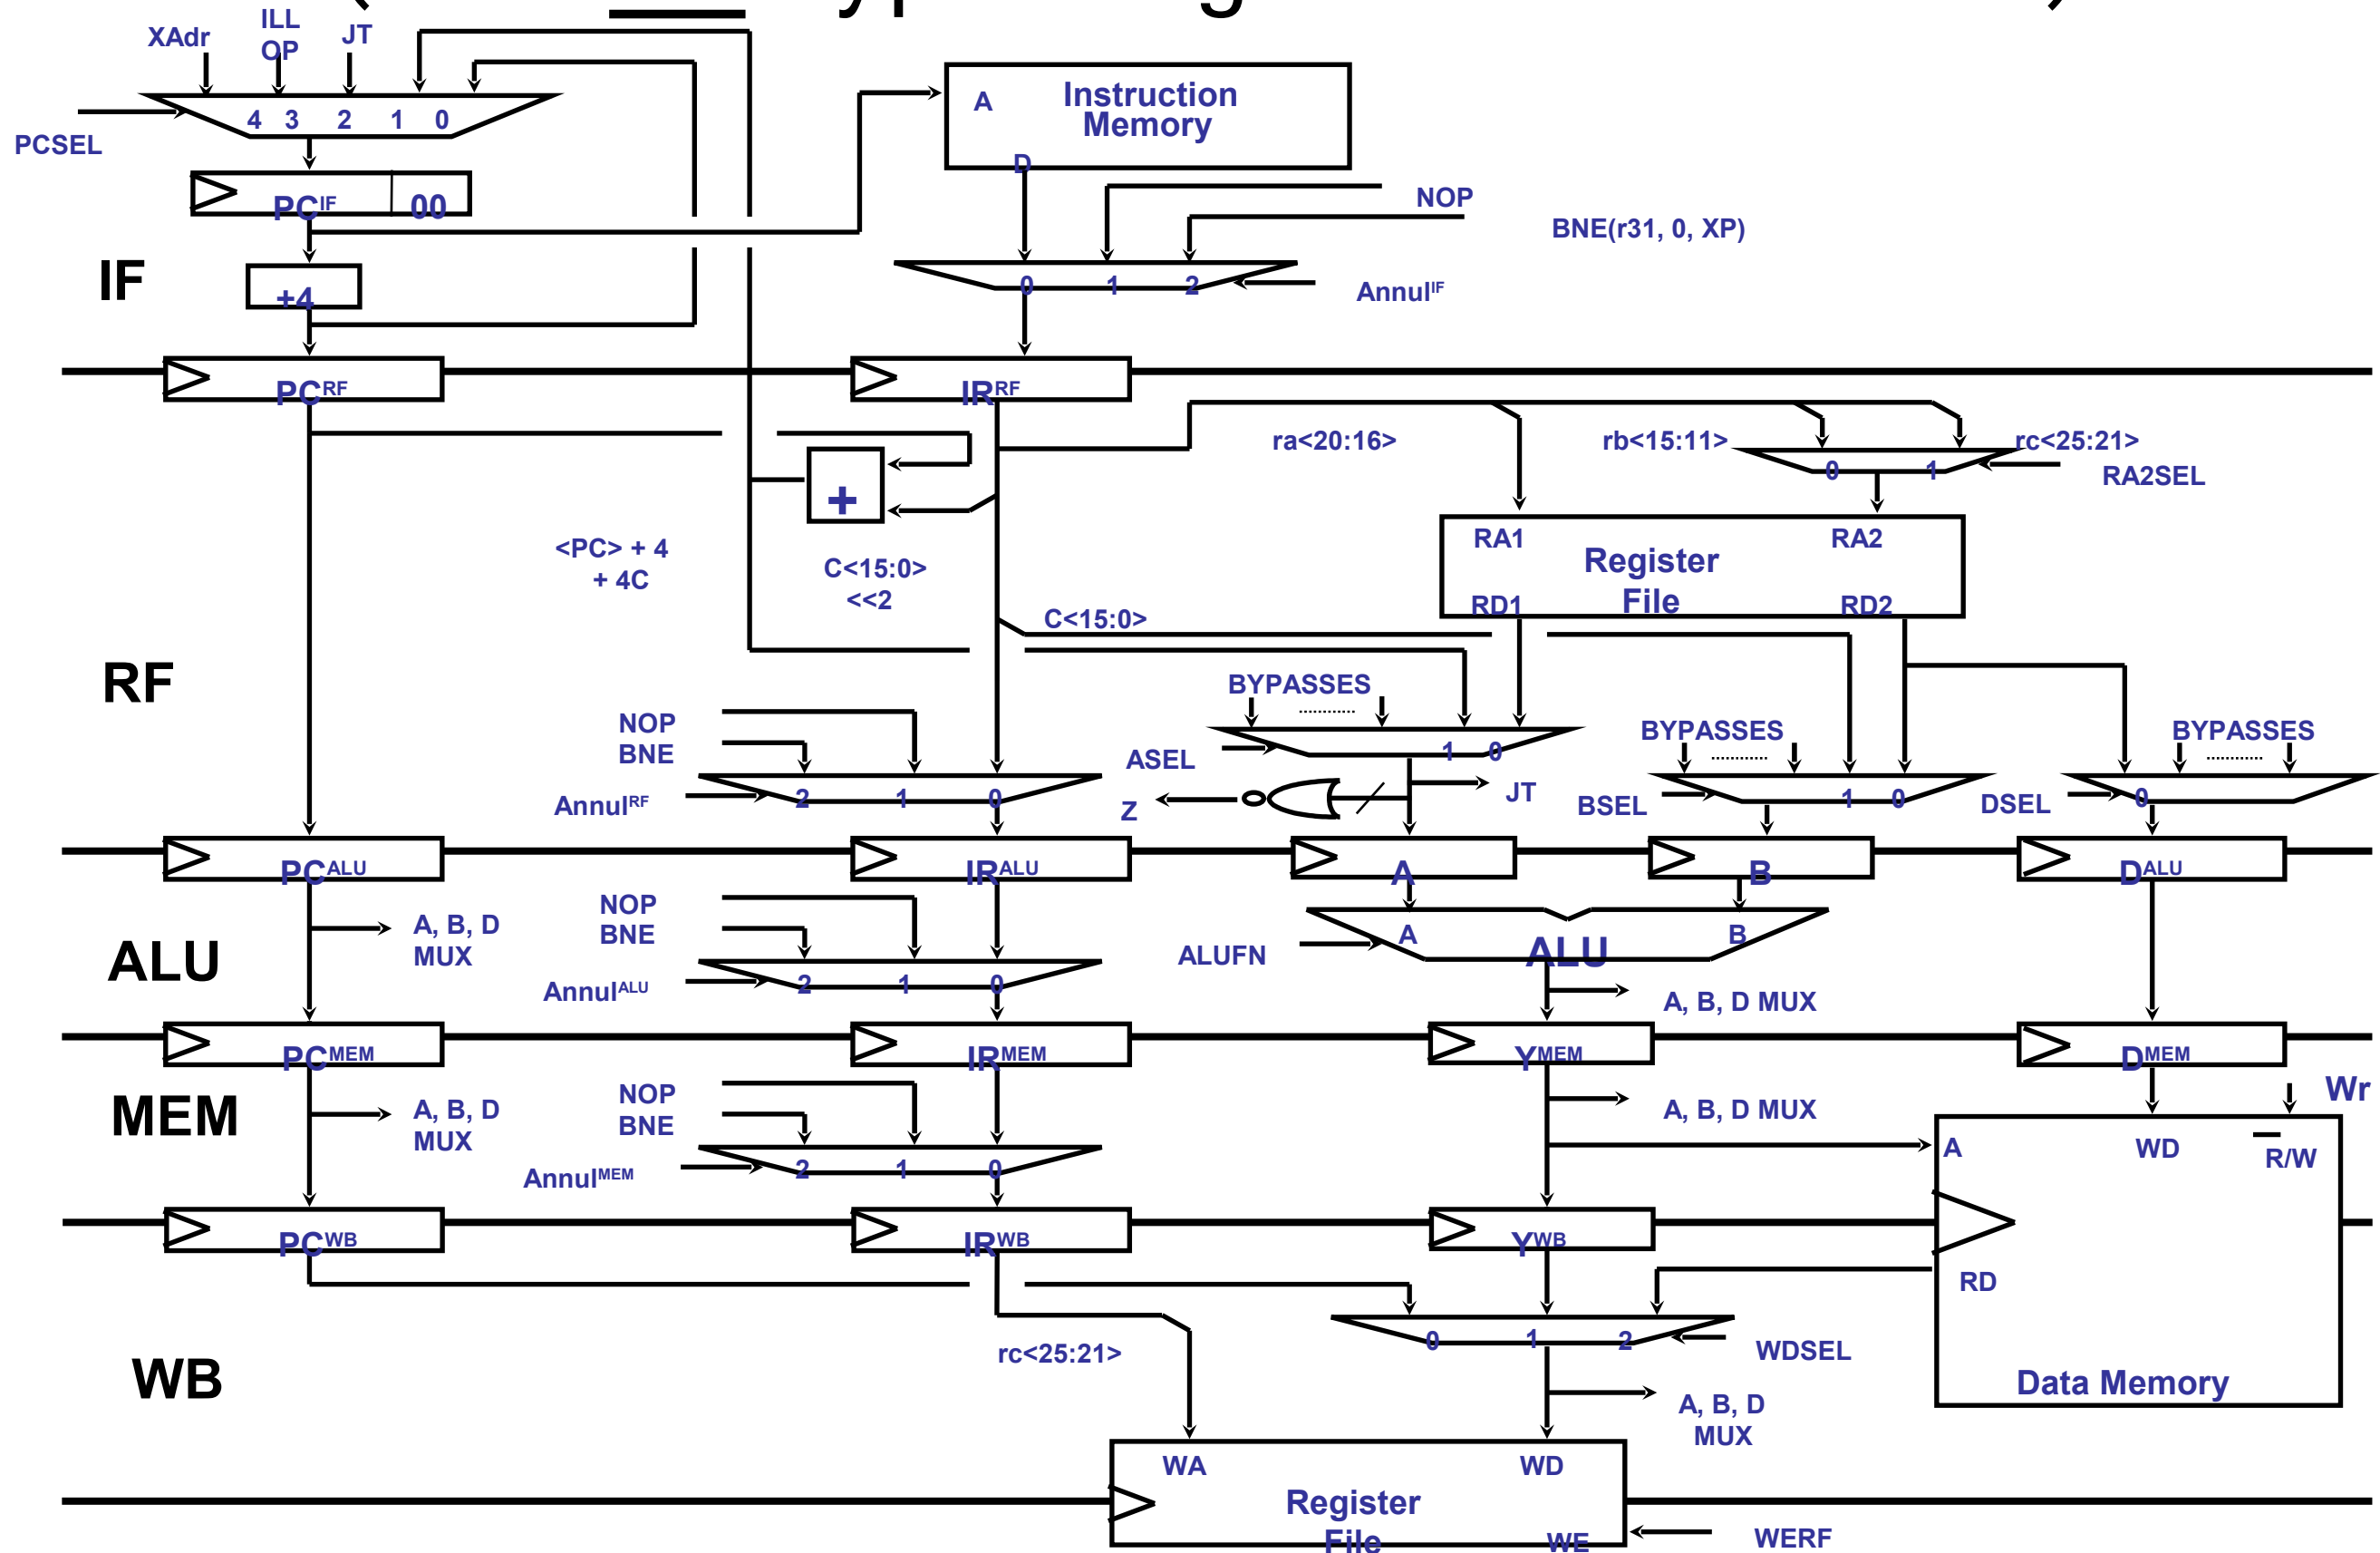 XAdr
ILL
OP
JT
4 3 2 1 0
PCSEL
PCIF 00
+4
IF
A
Instruction
Memory
D
NOP
BNE(r31, 0, XP)
0 1 2
AnnulIF
PCRF
IRRF
ra<20:16>
rb<15:11>
rc<25:21>
0 1
RA2SEL
+
<PC> + 4
+ 4C
C<15:0>
<<2
RA1
RA2
Register
File
RD1
RD2
C<15:0>
RF
NOP
BNE
AnnulRF
2 1 0
BYPASSES
ASEL
1 0
Z
JT
BYPASSES
BSEL
1 0
BYPASSES
DSEL
0
PCALU
IRALU
A
B
DALU
ALU
A, B, D
MUX
NOP
BNE
AnnulALU
2 1 0
ALUFN
A
B
ALU
A, B, D MUX
PCMEM
IRMEM
YMEM
DMEM
MEM
A, B, D
MUX
NOP
BNE
AnnulMEM
2 1 0
A, B, D MUX
Wr
A
WD
R/W
PCWB
IRWB
YWB
RD
WB
rc<25:21>
0 1 2
WDSEL
Data Memory
A, B, D
MUX
WA
WD
Register
File
WE
WERF